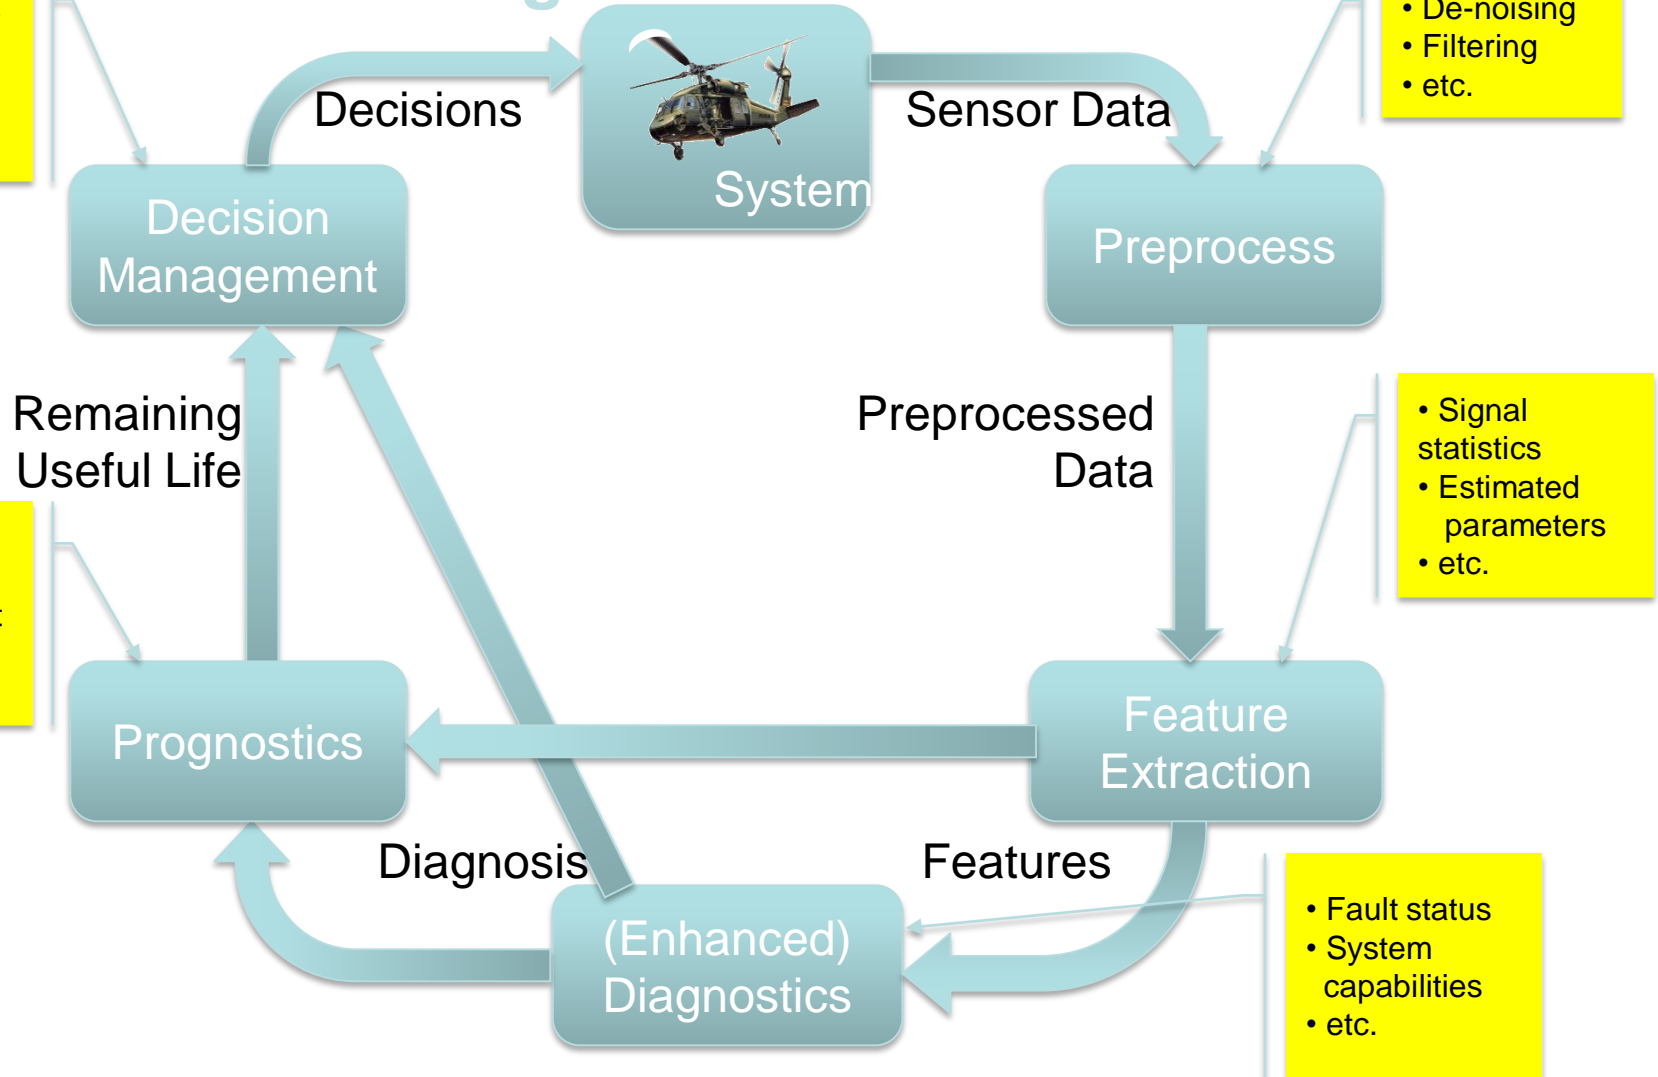 • De-noising
• Filtering
• etc.
Decisions
Sensor Data
System
Decision
Management
Preprocess
Remaining
Useful Life
Preprocessed
Data
• Signal
statistics
• Estimated
parameters
• etc.
Prognostics
Feature
Extraction
Diagnosis
Features
(Enhanced)
Diagnostics
• Fault status
• System
capabilities
• etc.